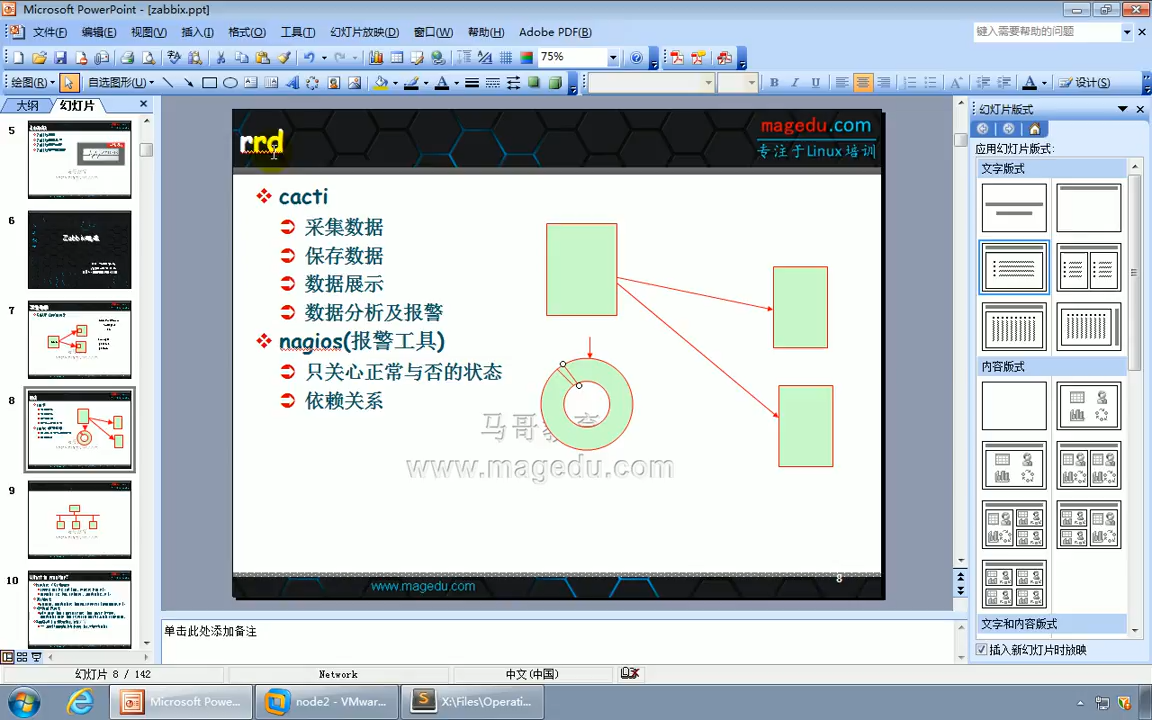 Microsoft PowerPoint - [zabbix.ppt]
文件(F) 编辑(E) 视图(V) 插入(I) 格式(O) 工具(T) 幻灯片放映(D) 窗口(W) 帮助(H) Adobe PDF(B)
键入需要帮助的问题
75%
绘图(R) 自选图形(U)
设计(S)
大纲 幻灯片
5
6
7
8
9
10
rrd
magedu.com
专注于Linux培训
cacti
采集数据
保存数据
数据展示
数据分析及报警
nagios(报警工具)
只关心正常与否的状态
依赖关系
马哥教育
www.magedu.com
www.magedu.com
8
单击此处添加备注
幻灯片版式
应用幻灯片版式:
文字版式
内容版式
文字和内容版式
插入新幻灯片时放映
幻灯片 8 / 142
Network
中文(中国)
Microsoft Powe...
node2 - VMwar...
X:\Files\Operati...